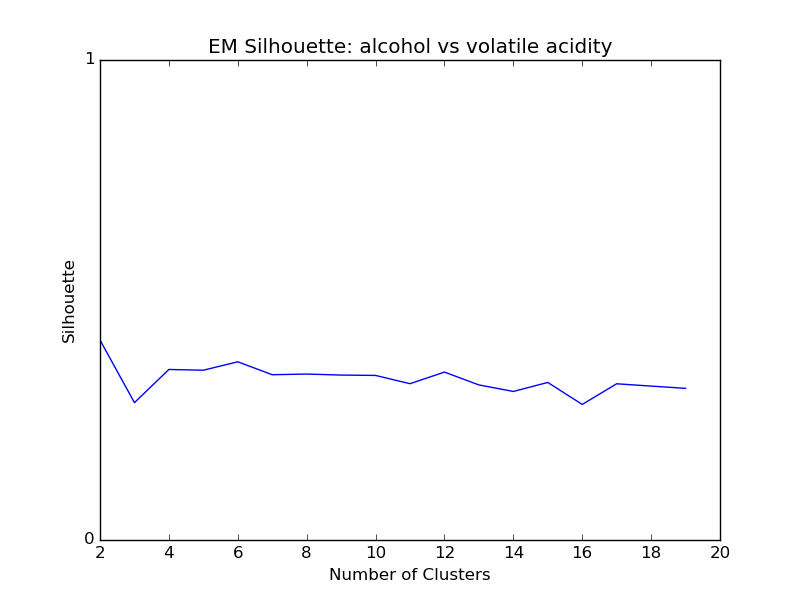 EM Silhouette: alcohol vs volatile acidity
1
Silhouette
0
2 4 6 8 10 12 14 16 18 20
Number of Clusters